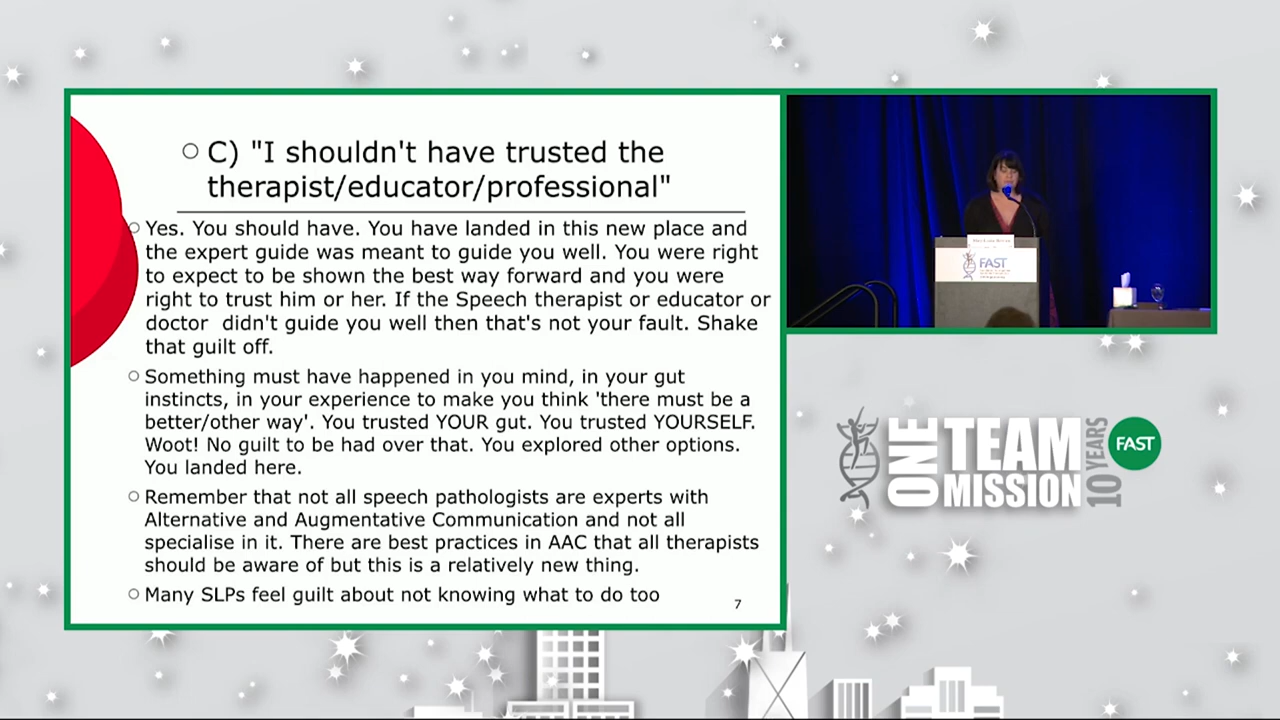 C) "I shouldn't have trusted the
therapist/educator/professional"
Yes. You should have. You have landed in this new place and
the expert guide was meant to guide you well. You were right
to expect to be shown the best way forward and you were
right to trust him or her. If the Speech therapist or educator or
doctor didn't guide you well then that's not your fault. Shake
that guilt off.
Something must have happened in you mind, in your gut
instincts, in your experience to make you think 'there must be a
better/other way'. You trusted YOUR gut. You trusted YOURSELF.
Woot! No guilt to be had over that. You explored other options.
You landed here.
Remember that not all speech pathologists are experts with
Alternative and Augmentative Communication and not all
specialise in it. There are best practices in AAC that all therapists
should be aware of but this is a relatively new thing.
Many SLPs feel guilt about not knowing what to do too
7
FAST
ONE
TEAM
MISSION
10 YEARS
FAST